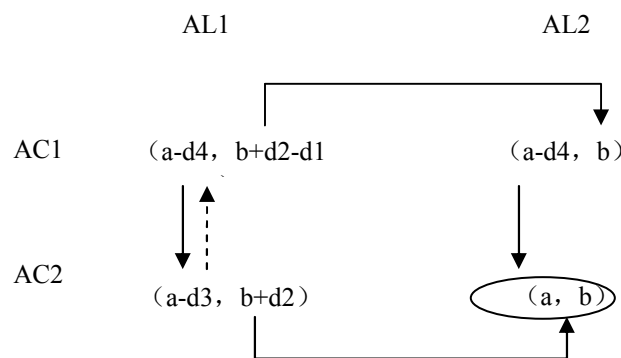 AL1 AL2
AC1 （a-d4，b+d2-d1 （a-d4，b）
AC2 （a-d3，b+d2） （a，b）